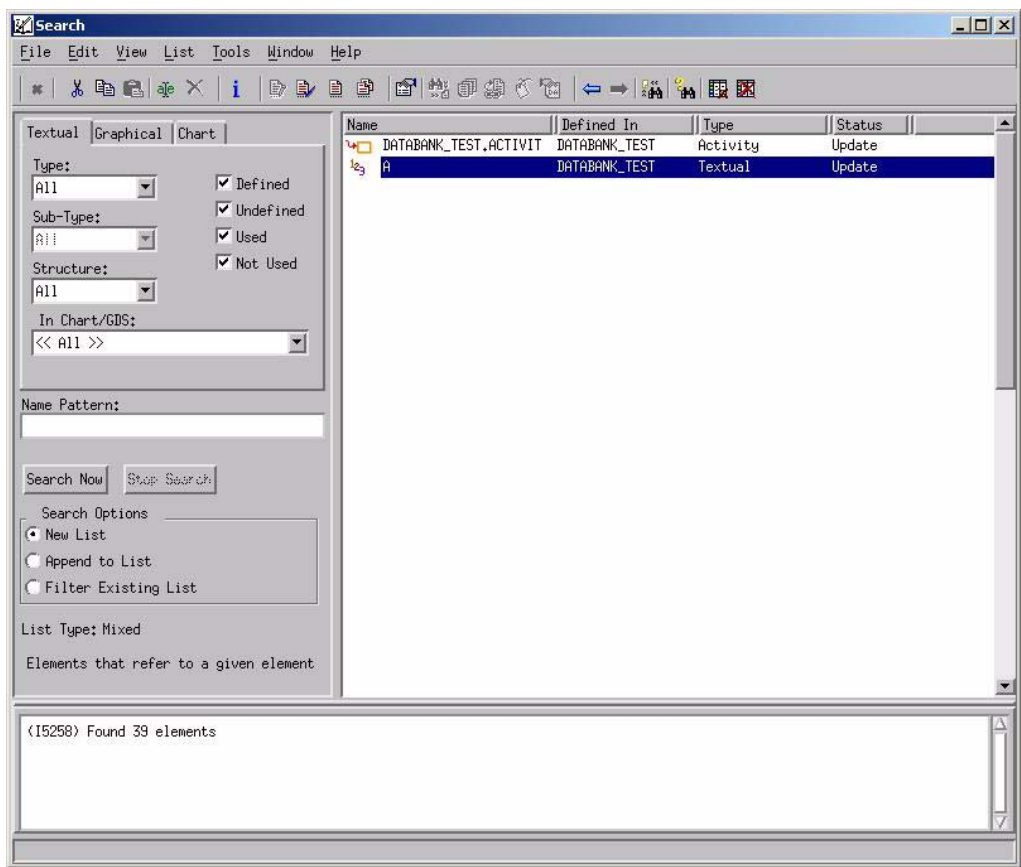 Search
File Edit View List Tools Window Help
Textual Graphical Chart
Type:
All
Defined
Undefined
Sub-Type:
All
Used
Not Used
Structure:
All
In Chart/GDS:
<< All >>
Name Pattern:
Search Now Stop Search
Search Options
New List
Append to List
Filter Existing List
List Type: Mixed
Elements that refer to a given element
Name Defined In Type Status
DATABANK_TEST.ACTIVIT DATABANK_TEST Activity Update
A DATABANK_TEST Textual Update
(I5258) Found 39 elements